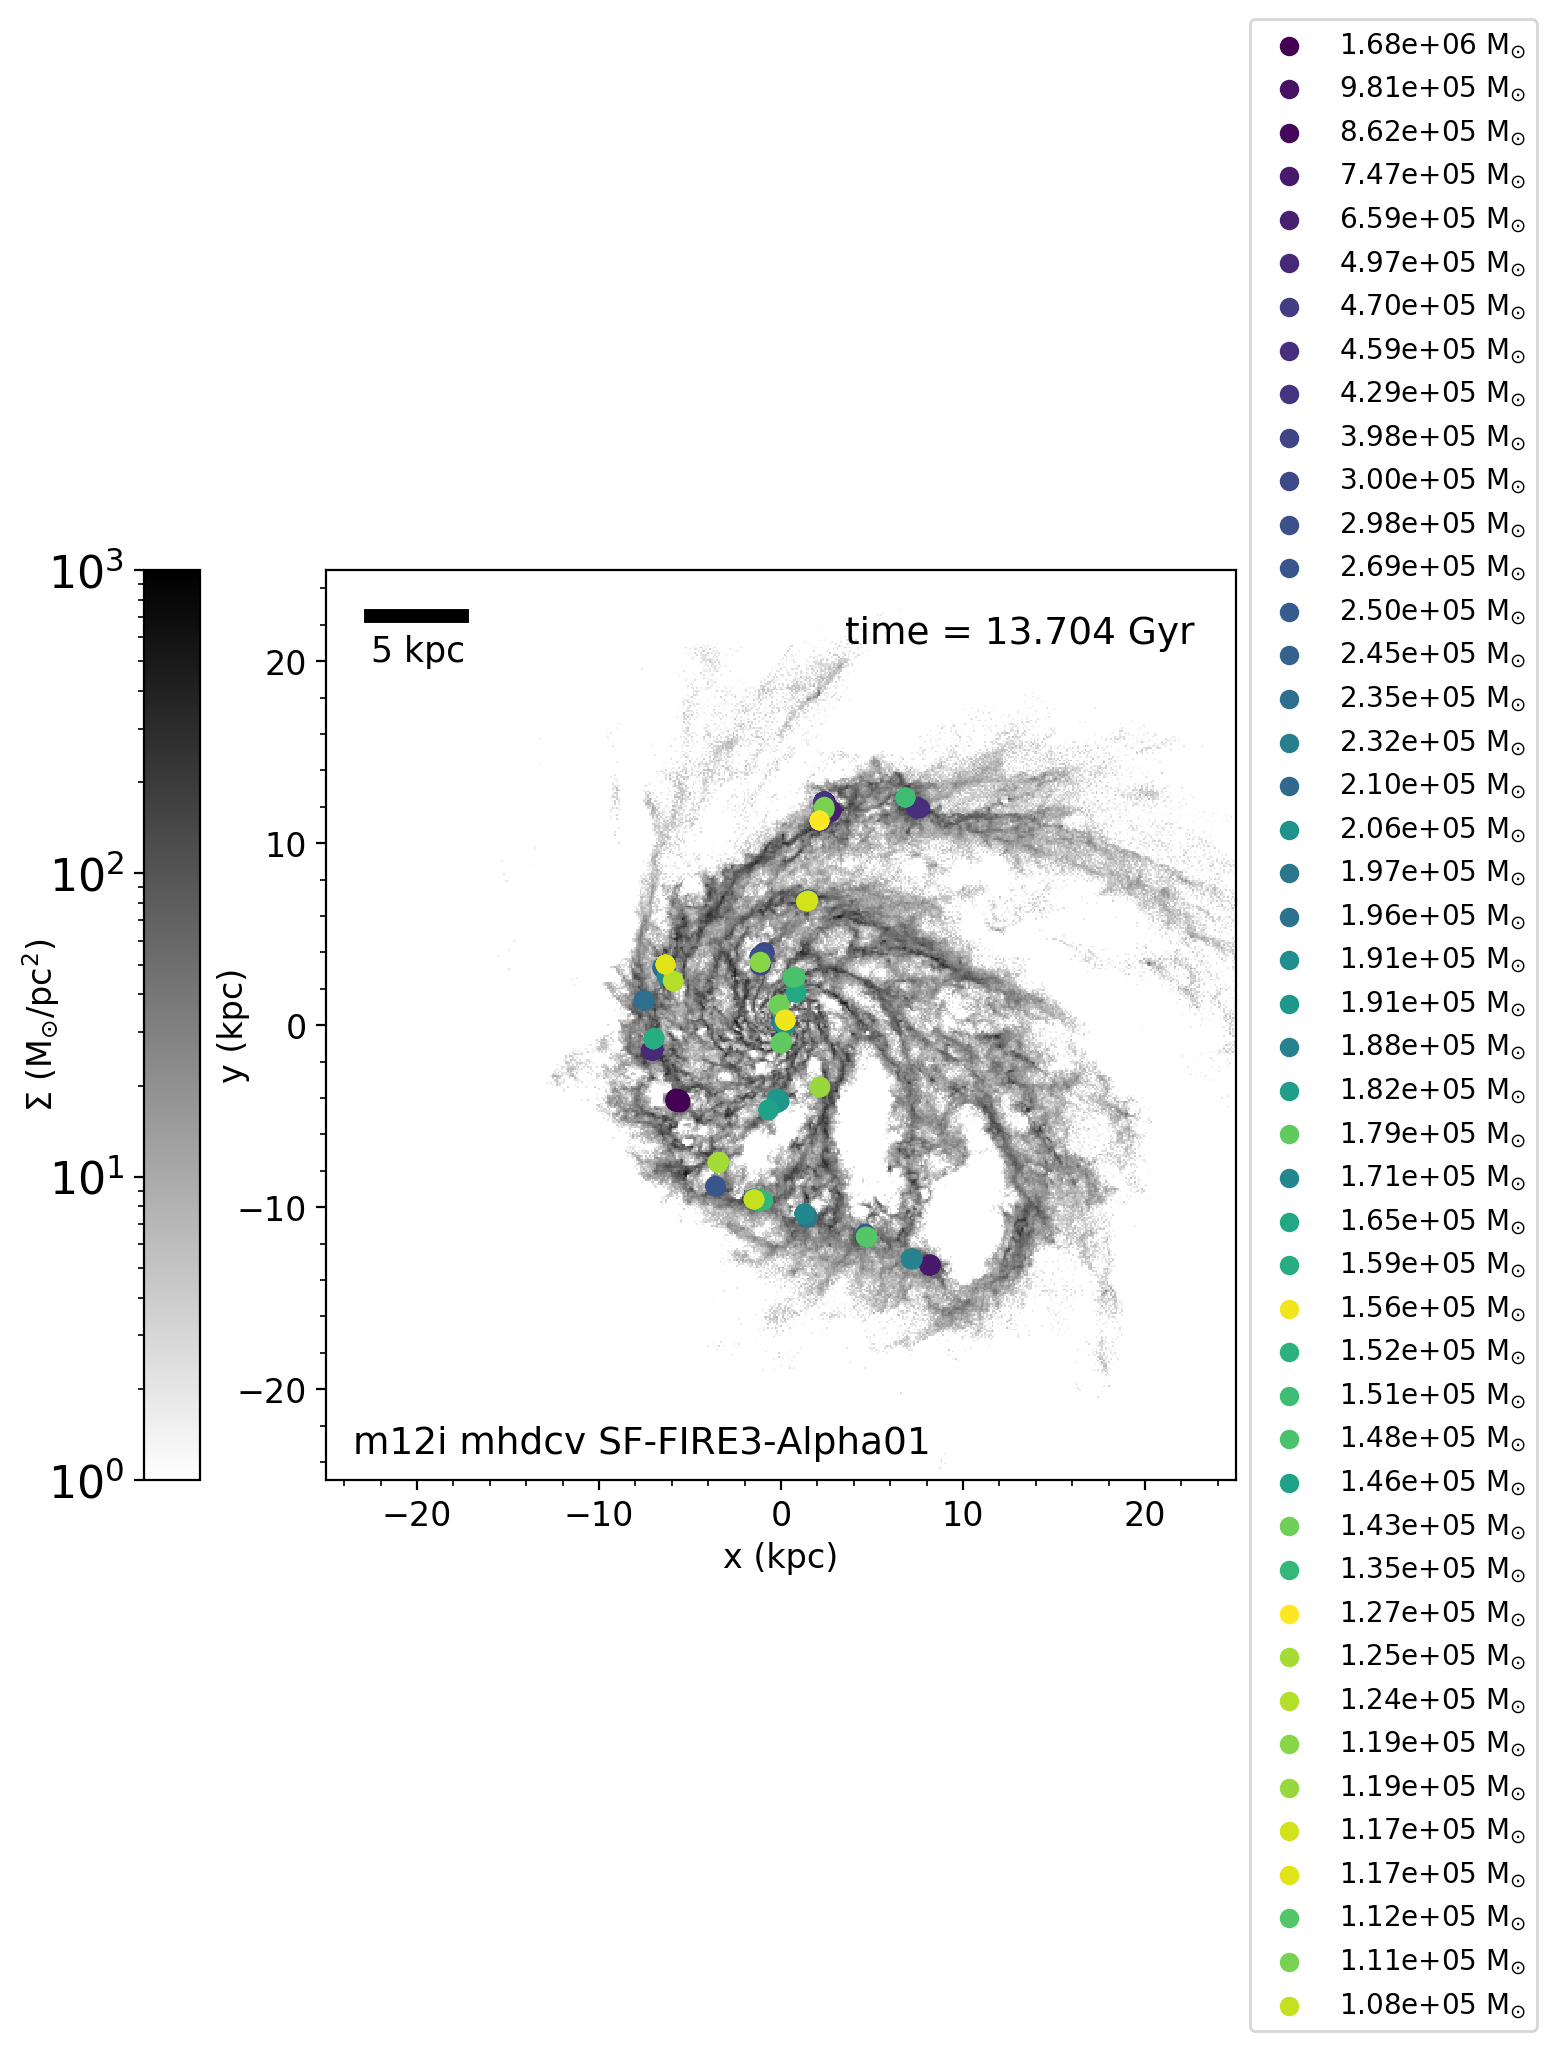 10³
10²
10¹
10⁰
Σ (M⊙/pc²)
y (kpc)
20
10
0
−10
−20
5 kpc
time = 13.704 Gyr
m12i mhdcv SF-FIRE3-Alpha01
−20 −10 0 10 20
x (kpc)
1.68e+06 M⊙
9.81e+05 M⊙
8.62e+05 M⊙
7.47e+05 M⊙
6.59e+05 M⊙
4.97e+05 M⊙
4.70e+05 M⊙
4.59e+05 M⊙
4.29e+05 M⊙
3.98e+05 M⊙
3.00e+05 M⊙
2.98e+05 M⊙
2.69e+05 M⊙
2.50e+05 M⊙
2.45e+05 M⊙
2.35e+05 M⊙
2.32e+05 M⊙
2.10e+05 M⊙
2.06e+05 M⊙
1.97e+05 M⊙
1.96e+05 M⊙
1.91e+05 M⊙
1.91e+05 M⊙
1.88e+05 M⊙
1.82e+05 M⊙
1.79e+05 M⊙
1.71e+05 M⊙
1.65e+05 M⊙
1.59e+05 M⊙
1.56e+05 M⊙
1.52e+05 M⊙
1.51e+05 M⊙
1.48e+05 M⊙
1.46e+05 M⊙
1.43e+05 M⊙
1.35e+05 M⊙
1.27e+05 M⊙
1.25e+05 M⊙
1.24e+05 M⊙
1.19e+05 M⊙
1.19e+05 M⊙
1.17e+05 M⊙
1.17e+05 M⊙
1.12e+05 M⊙
1.11e+05 M⊙
1.08e+05 M⊙